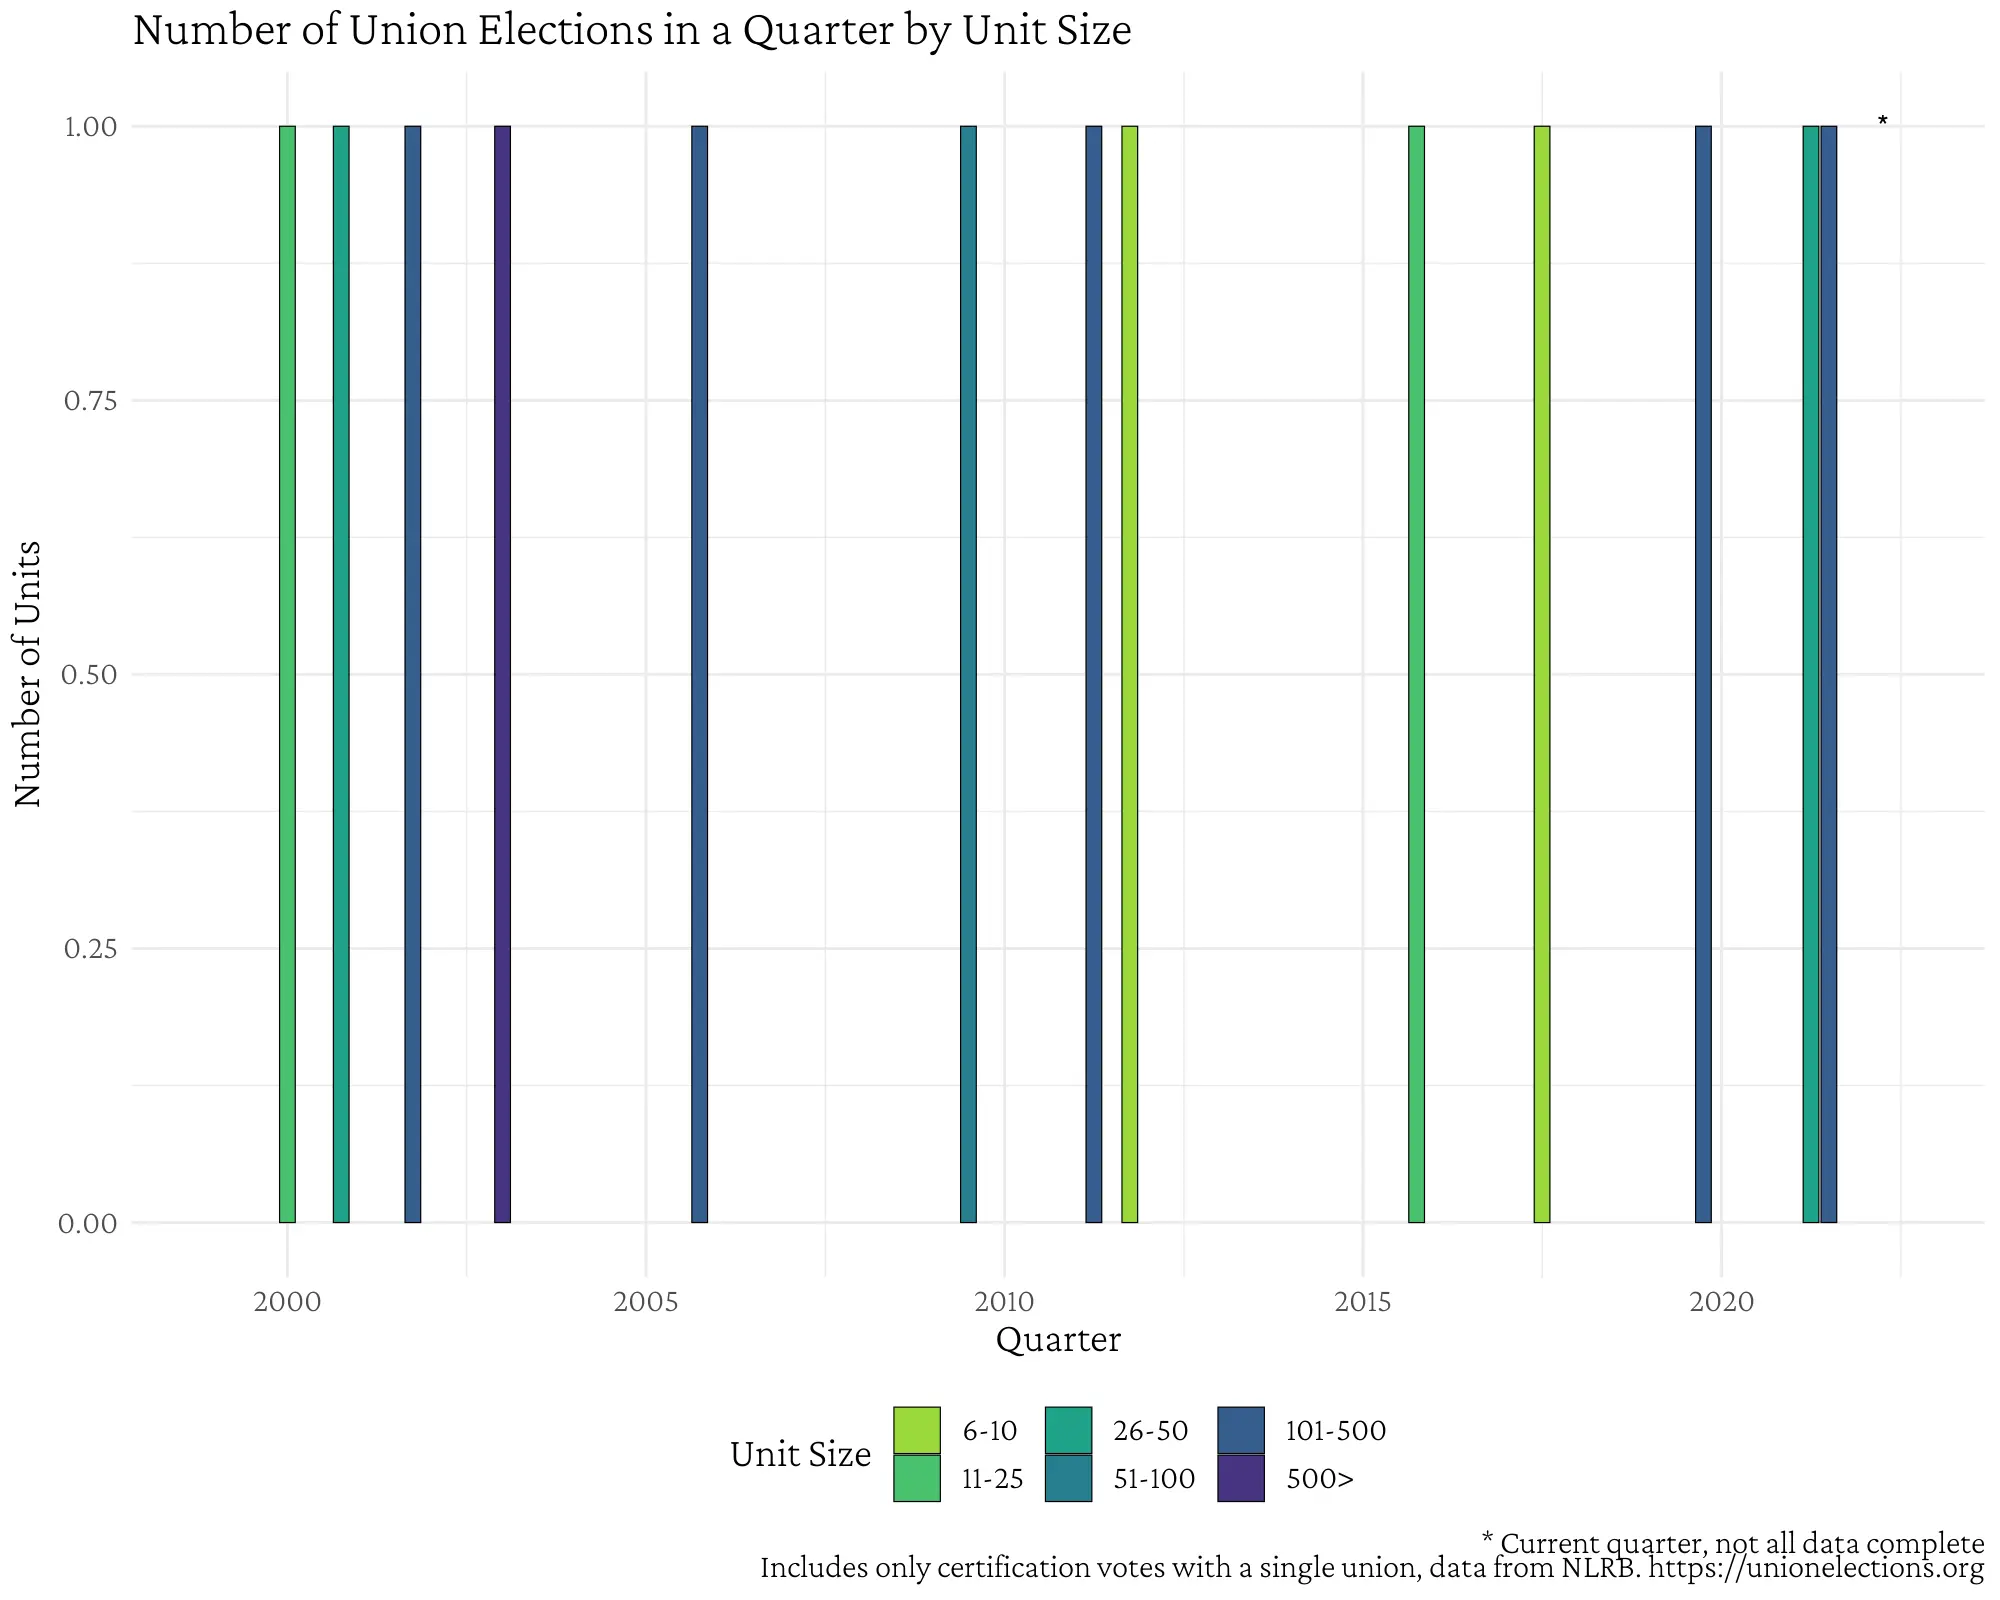 Number of Union Elections in a Quarter by Unit Size
*
1.00
0.75
0.50
0.25
0.00
Number of Units
2000 2005 2010 2015 2020
Quarter
Unit Size
6-10 26-50 101-500
11-25 51-100 500>
* Current quarter, not all data complete
Includes only certification votes with a single union, data from NLRB. https://unionelections.org